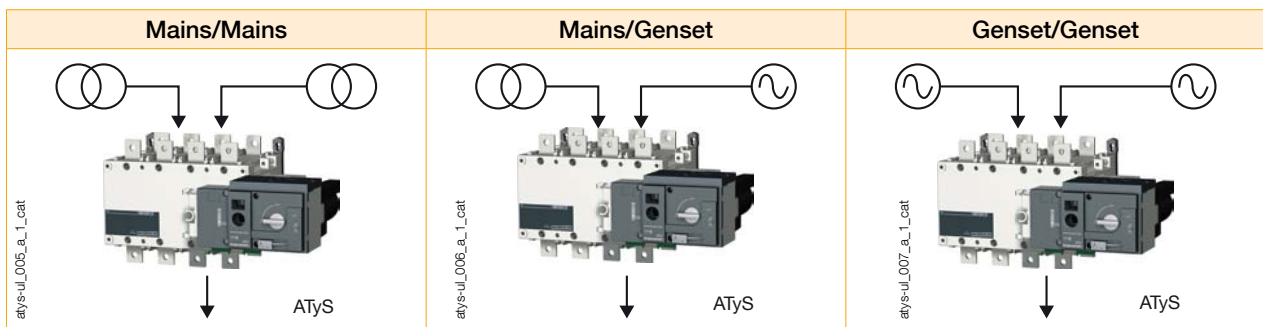 Mains/Mains
Mains/Genset
Genset/Genset
atys-ul_005_a_1_cat
ATyS
atys-ul_006_a_1_cat
ATyS
atys-ul_007_a_1_cat
ATyS